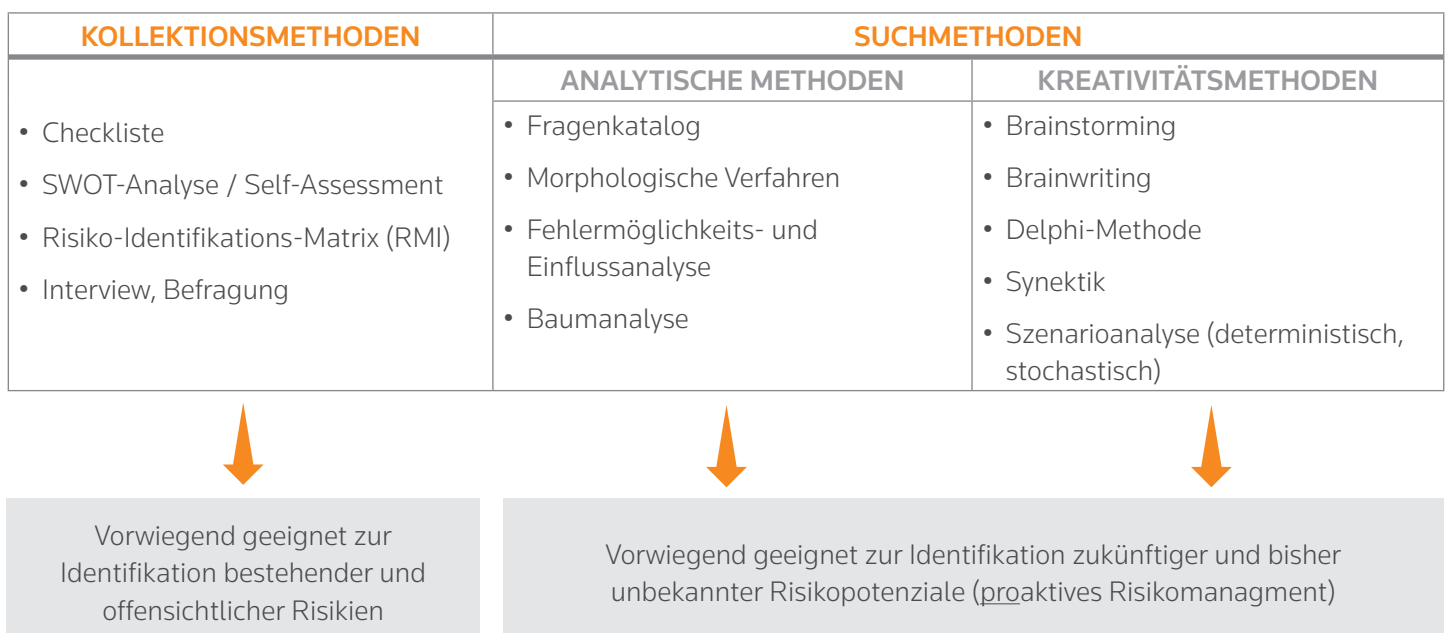 KOLLEKTIONSMETHODEN
SUCHMETHODEN
ANALYTISCHE METHODEN
KREATIVITÄTSMETHODEN
• Checkliste
• SWOT-Analyse / Self-Assessment
• Risiko-Identifikations-Matrix (RMI)
• Interview, Befragung
• Fragenkatalog
• Morphologische Verfahren
• Fehlermöglichkeits- und
Einflussanalyse
• Baumanalyse
• Brainstorming
• Brainwriting
• Delphi-Methode
• Synektik
• Szenarioanalyse (deterministisch,
stochastisch)
Vorwiegend geeignet zur
Identifikation bestehender und
offensichtlicher Risikien
Vorwiegend geeignet zur Identifikation zukünftiger und bisher
unbekannter Risikopotenziale (proaktives Risikomanagment)